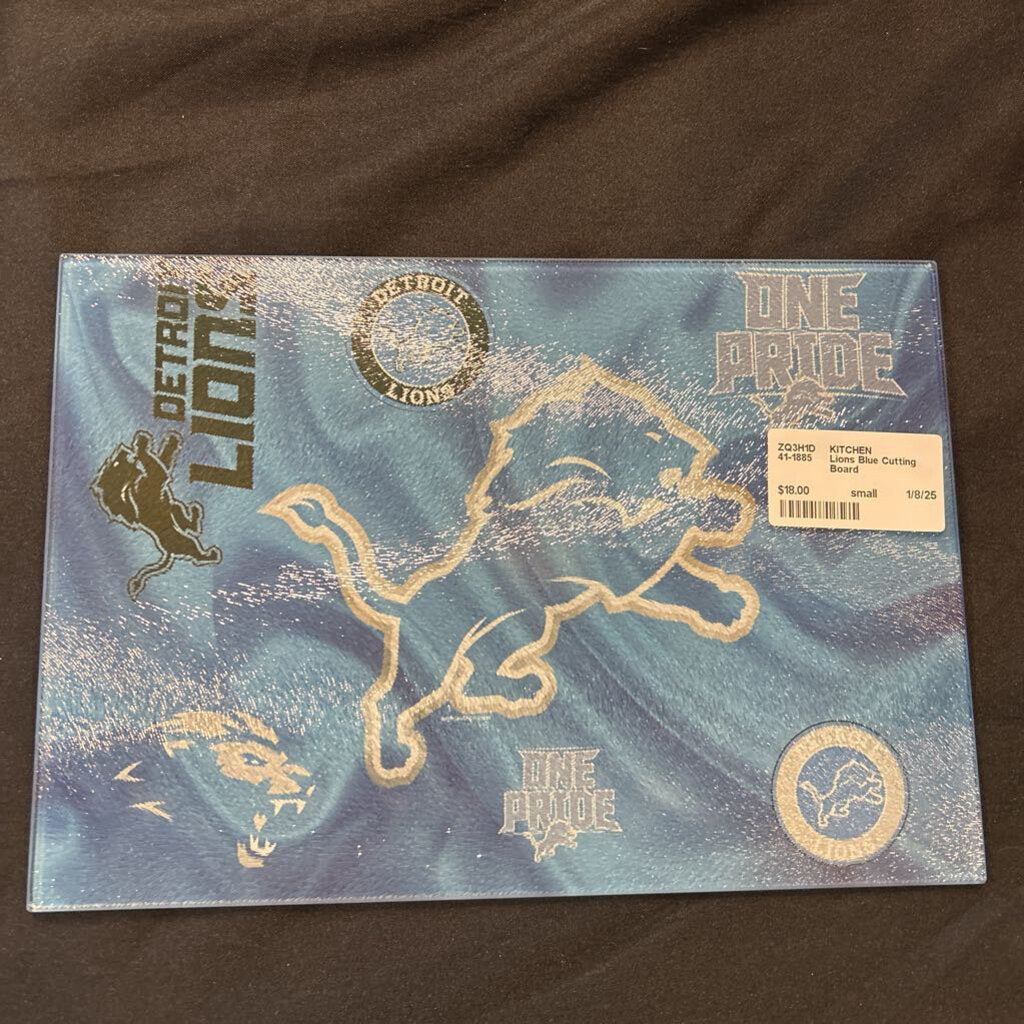 DETROIT
LIONS
DETROIT
LIONS
ONE
PRIDE
ZQ3H1D KITCHEN
41-1885 Lions Blue Cutting
Board
$18.00 small 1/8/25
ONE
PRIDE
LIONS